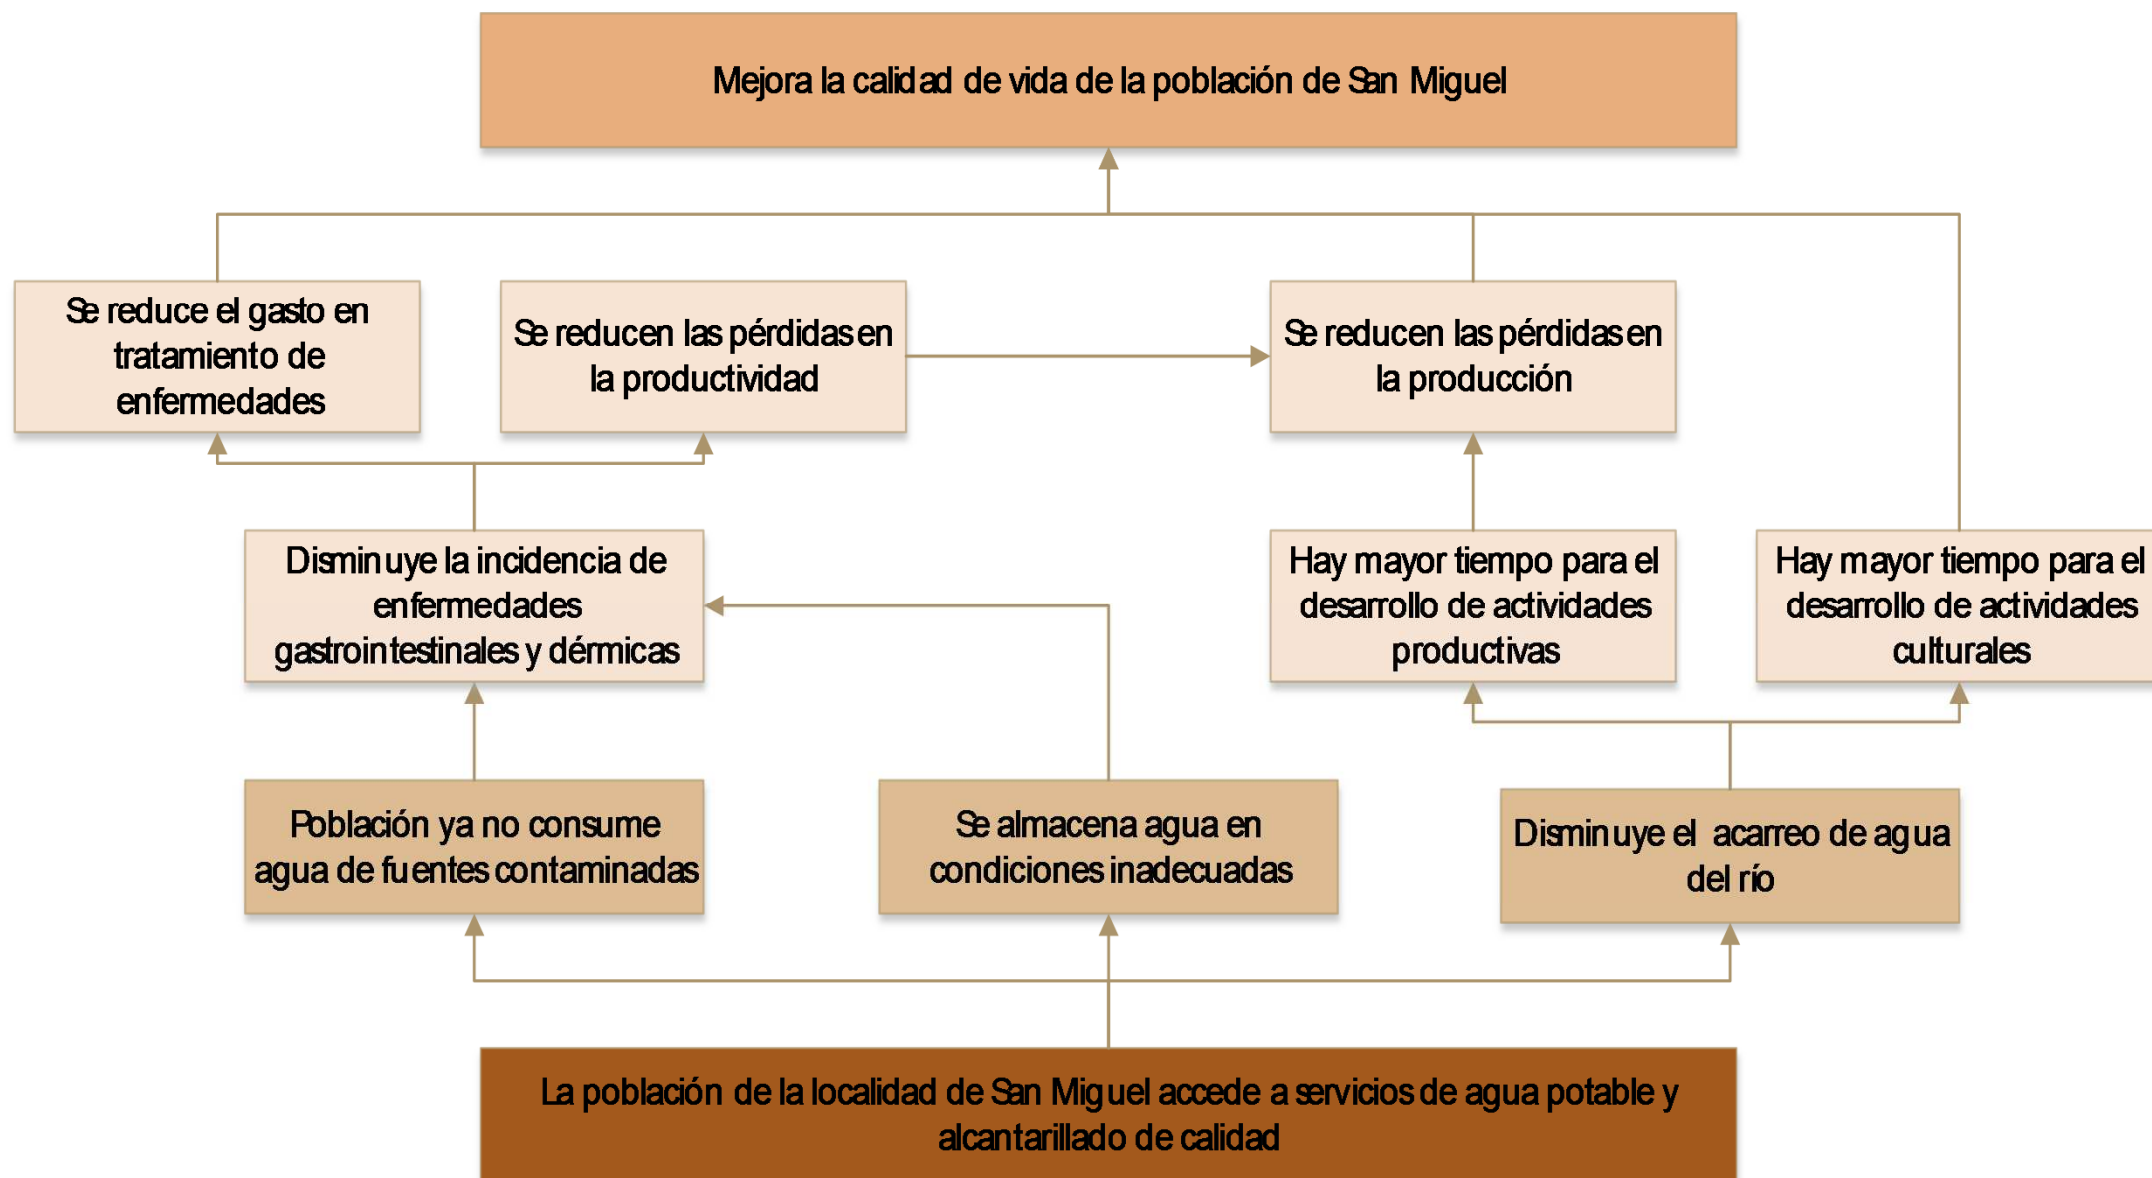 Mejora la calidad de vida de la población de San Miguel
Se reduce el gasto en
tratamiento de
enfermedades
Se reducen las pérdidas en
la productividad
Se reducen las pérdidas en
la producción
Disminuye la incidencia de
enfermedades
gastrointestinales y dérmicas
Hay mayor tiempo para el
desarrollo de actividades
productivas
Hay mayor tiempo para el
desarrollo de actividades
culturales
Población ya no consume
agua de fuentes contaminadas
Se almacena agua en
condiciones inadecuadas
Disminuye el acarreo de agua
del río
La población de la localidad de San Miguel accede a servicios de agua potable y
alcantarillado de calidad